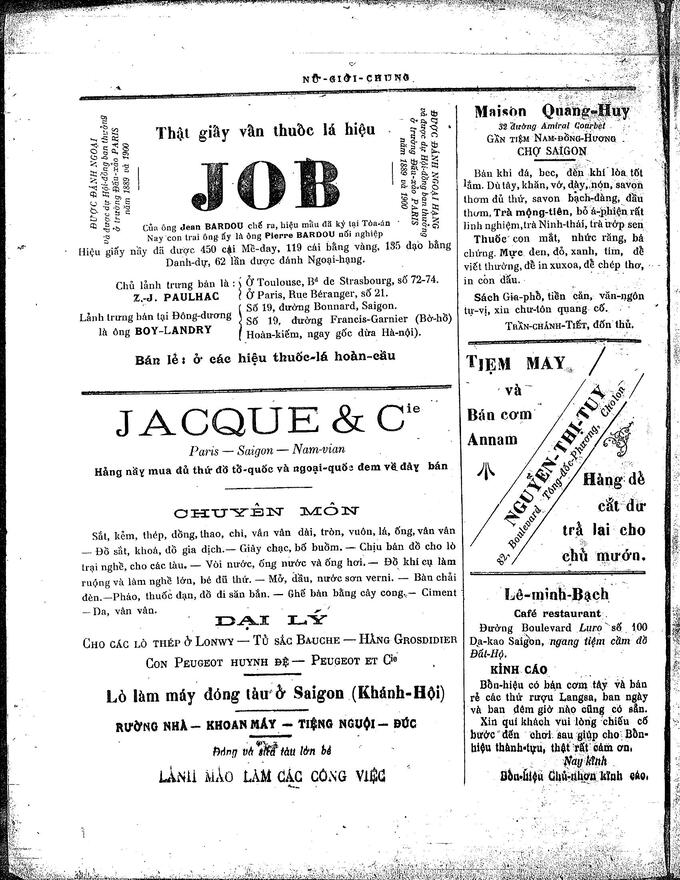 NỮ-GIỚI-CHUNG
ĐƯỢC ĐÁNH NGOẠI
và được dự Hội-đồng ban thưởng
ở trường Đấu-xảo PARIS
năm 1889 và 1900
Thật giấy vấn thuốc lá hiệu
JOB
ĐƯỢC ĐÁNH NGOẠI HẠNG
và được dự Hội-đồng ban thưởng
ở trường Đấu-xảo PARIS
năm 1889 và 1900
Của ông Jean BARDOU chế ra, hiệu mẫu đã ký tại Tòa-án
Nay con trai ông ấy là ông Pierre BARDOU nối nghiệp
Hiệu giấy nầy đã được 450 cái Mề-đay, 119 cái bằng vàng, 135 đạo bằng
Danh-dự, 62 lần được đánh Ngoại-hạng.
Chủ lãnh trưng bán là :
Z.-J. PAULHAC
Ở Toulouse, Bd de Strasbourg, số 72-74.
Ở Paris, Rue Béranger, số 21.
Lãnh trưng bán tại Đông-dương
là ông BOY-LANDRY
Số 19, đường Bonnard, Saigon.
Số 19, đường Francis-Garnier (Bờ-hồ)
Hoàn-kiếm, ngay gốc dừa Hà-nội).
Bán lẻ : ở các hiệu thuốc-lá hoàn-cầu
JACQUE & Cie
Paris — Saigon — Nam-vian
Hảng nầy mua đủ thứ đồ tổ-quốc và ngoại-quốc đem về đây bán
CHUYÊN MÔN
Sắt, kẻm, thép, đồng, thao, chì, vân vân dài, tròn, vuôn, lá, ống, vân vân
— Đồ sắt, khoá, đồ gia dịch.— Giây chạc, bố buồm. — Chịu bán đồ cho lò
trại nghề, cho các tàu. — Vòi nước, ống nước và ống hơi. — Đồ khí cụ làm
ruộng và làm nghề lớn, bé đủ thứ. — Mở, dầu, nước sơn verni. — Bàn chải
đèn.—Pháo, thuốc đạn, đồ đi săn bắn. — Ghế bàn bằng cây cong.— Ciment
— Da, vân vân.
DẠI LÝ
CHO CÁC LÒ THÉP Ở LONWY — TỦ SẮC BAUCHE — HẢNG GROSDIDIER
CON PEUGEOT HUYNH ĐỆ — PEUGEOT ET Cie
Lò làm máy đóng tàu ở Saigon (Khánh-Hội)
RƯỜNG NHÀ — KHOAN MÁY — TIỆNG NGUỘI — ĐÚC
Đóng và sửa tàu lớn bé
LẢNH MÀO LÀM CÁC CÔNG VIỆC
Maison Quang-Huy
32 đường Amiral Courbet
GẦN TIỆM NAM-ĐỒNG-HƯƠNG
CHỢ SAIGON
Bán khí đá, bec, đèn khí lòa tốt
lắm. Dù tây, khăn, vớ, dày, nón, savon
thơm đủ thứ, savon bạch-dàng, dầu
thơm, Trà mộng-tiên, bỏ á-phiện rất
linh nghiệm, trà Ninh-thái, trà ướp sen
Thuốc con mắt, nhức răng, bá
chứng. Mực đen, đỏ, xanh, tím, để
viết thường, để in xuxoa, để chép thơ,
in con dấu.
Sách Gia-phổ, tiền căn, văn-ngôn
tự-vị, xin chư-tôn quang cố.
TRẦN-CHÁNH-TIẾT, đốn thủ.
TIỆM MAY
và
Bán cơm
Annam
NGUYỄN-THỊ-TUY
82, Boulevard Tổng-đốc-Phương, Cholon
Hàng để
cắt dư
trả lai cho
chủ mướn.
Lê-minh-Bạch
Café restaurant
Đường Boulevard Luro số 100
Dạ-kao Saigon, ngang tiệm cầm đồ
Đất-Hộ.
KÍNH CÁO
Bồn-hiệu có bán cơm tây và bán
rẻ các thứ rượu Langsa, ban ngày
và ban đêm giờ nào cũng có sẵn.
Xin quí khách vui lòng chiếu cố
bước đến chơi sau giúp cho Bồn-
hiệu thành-tựu, thật rất cám ơn.
Nay kính
Bồn-hiệu Chủ-nhơn kính cáo.